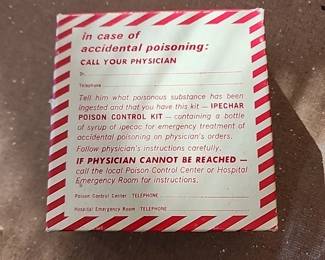 in case of
accidental poisoning:
CALL YOUR PHYSICIAN
Dr.
Telephone
Tell him what poisonous substance has been
ingested and that you have this kit — IPECHAR
POISON CONTROL KIT — containing a bottle
of syrup of ipecac for emergency treatment of
accidental poisoning on physician's orders.
Follow physician's instructions carefully.
IF PHYSICIAN CANNOT BE REACHED —
call the local Poison Control Center or Hospital
Emergency Room for instructions.
Poison Control Center: TELEPHONE
Hospital Emergency Room: TELEPHONE